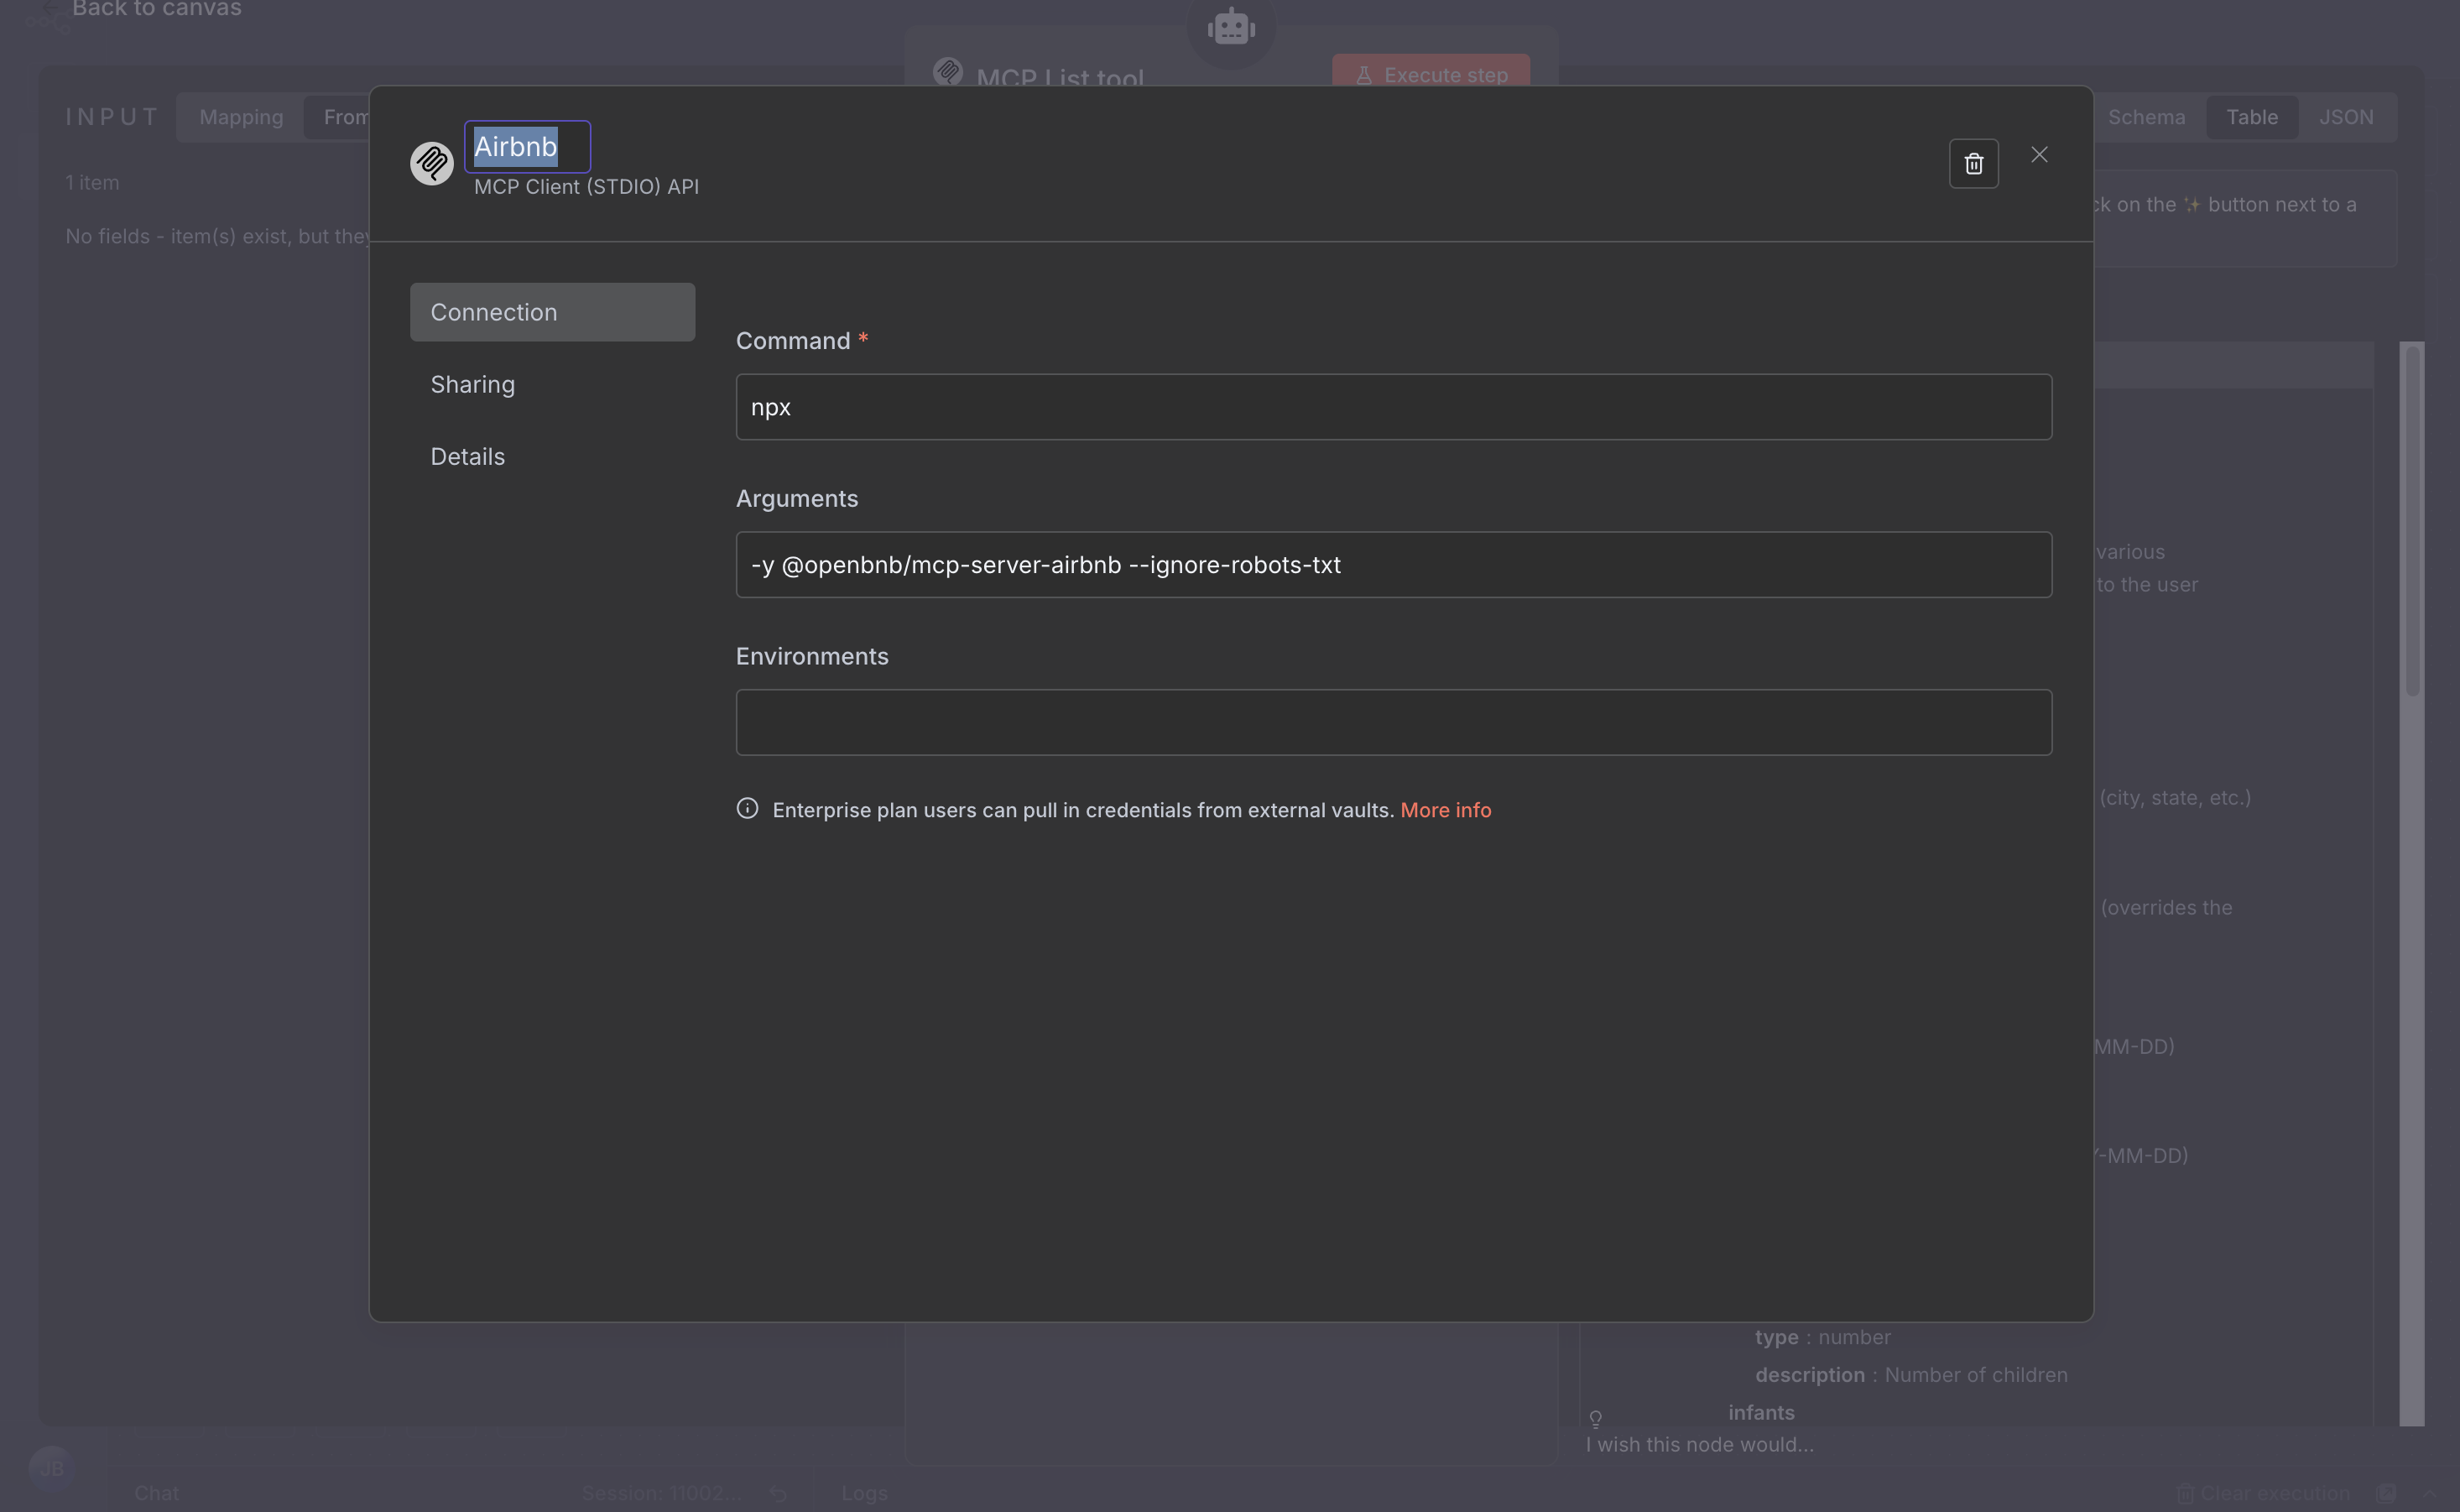 Back to canvas
MCP List tool
Execute step
INPUT
Mapping
From
Schema
Table
JSON
1 item
No fields - item(s) exist, but they
ck on the ✨ button next to a
Airbnb
MCP Client (STDIO) API
Connection
Sharing
Details
Command *
npx
Arguments
-y @openbnb/mcp-server-airbnb --ignore-robots-txt
Environments
Enterprise plan users can pull in credentials from external vaults. More info
various
to the user
(city, state, etc.)
(overrides the
MM-DD)
-MM-DD)
type : number
description : Number of children
infants
I wish this node would...
JB
Chat
Session: 11002...
Logs
Clear execution